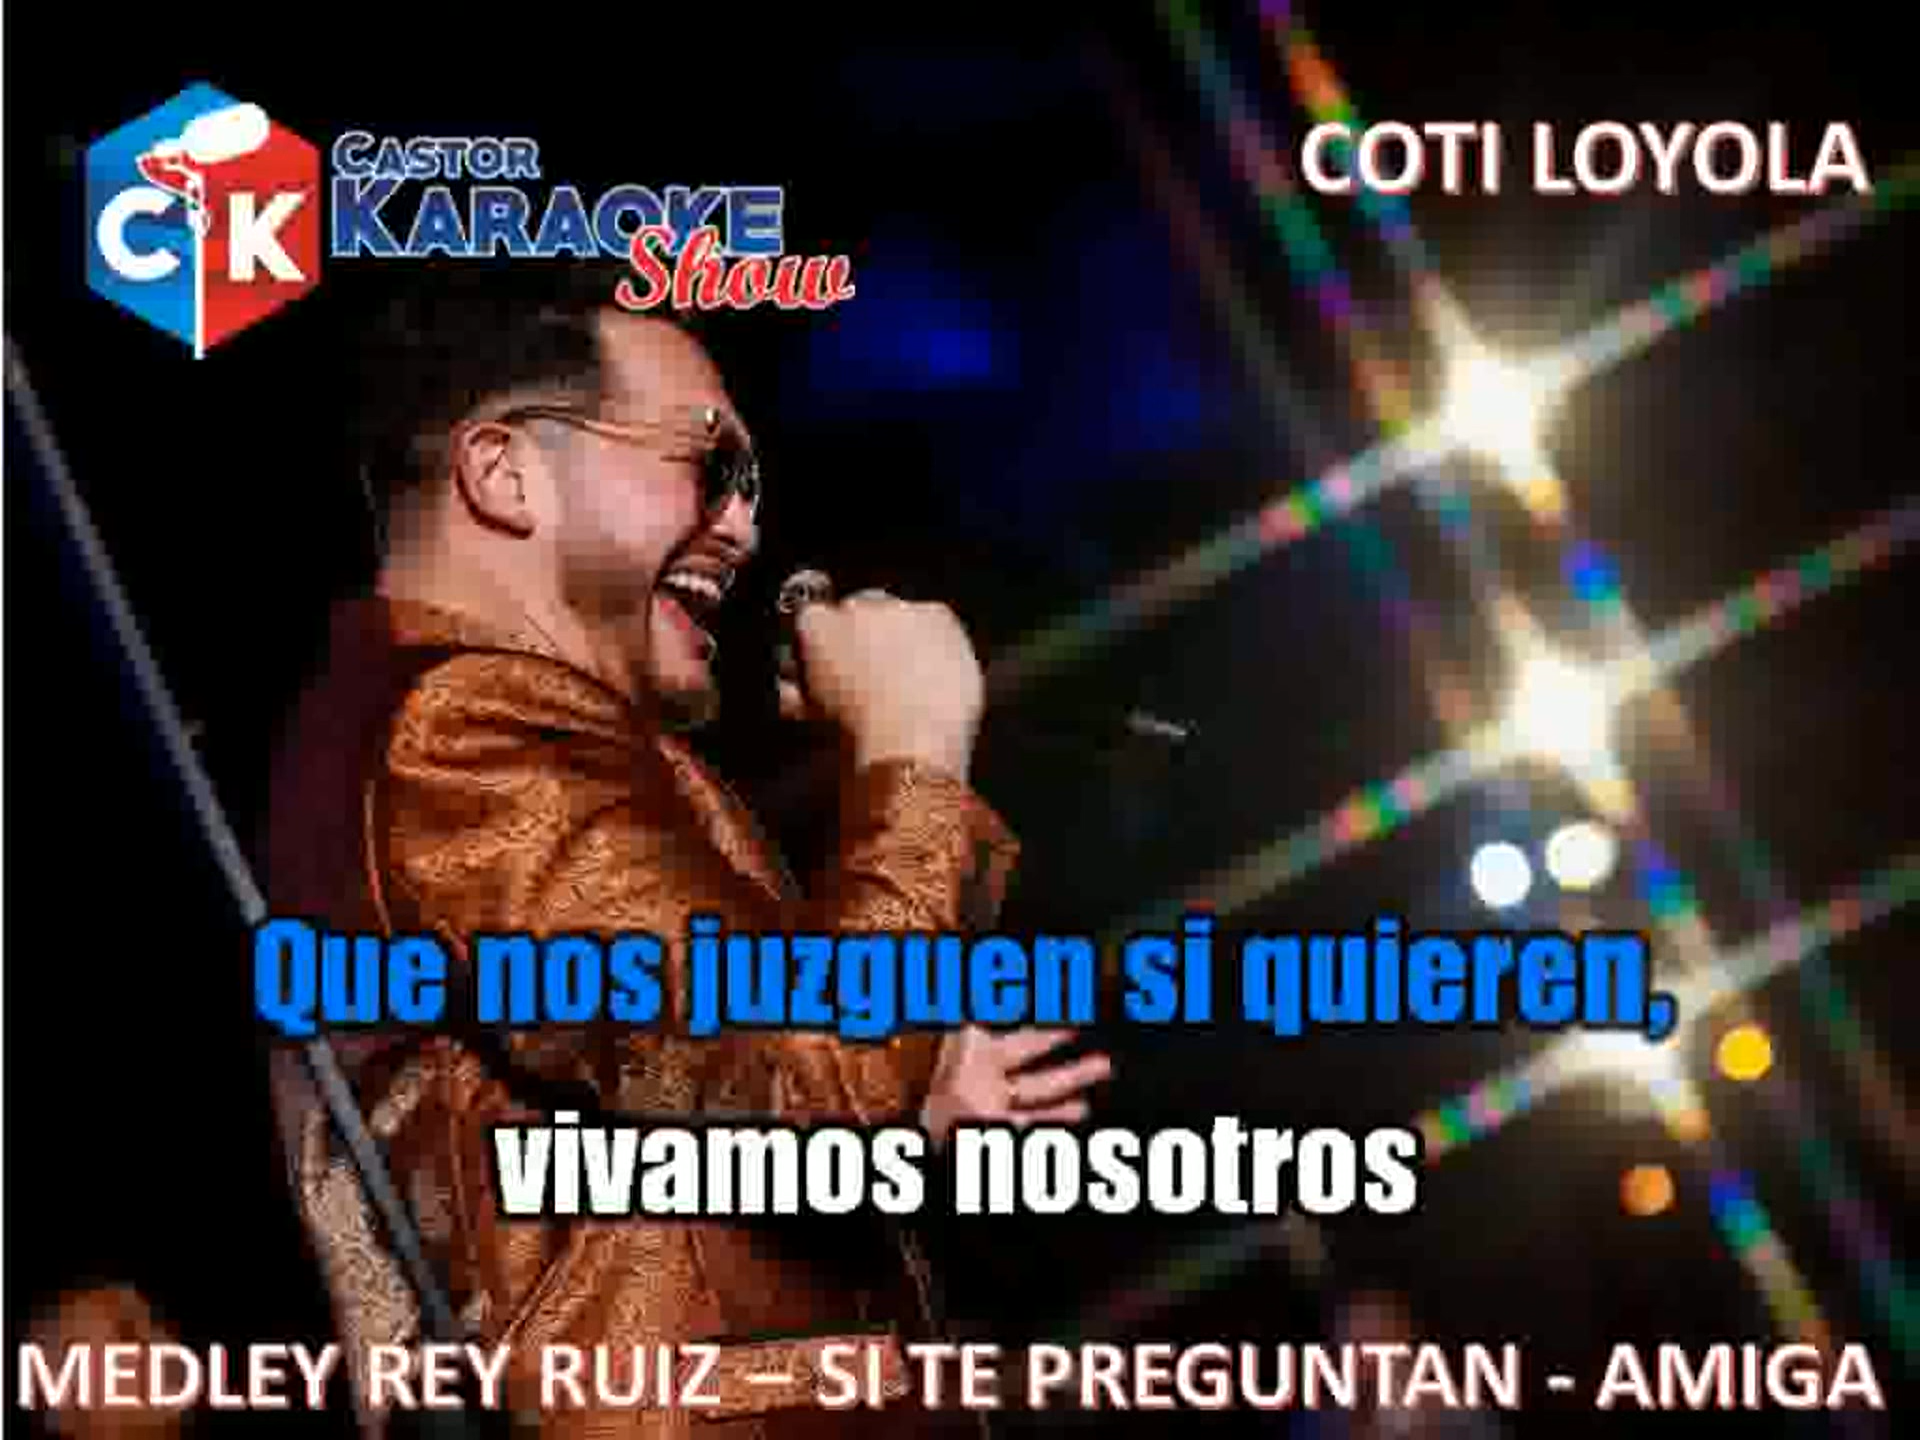 CK
CASTOR
KARAOKE
Show
COTI LOYOLA
Que nos juzguen si quieren,
vivamos nosotros
MEDLEY REY RUIZ – SI TE PREGUNTAN - AMIGA